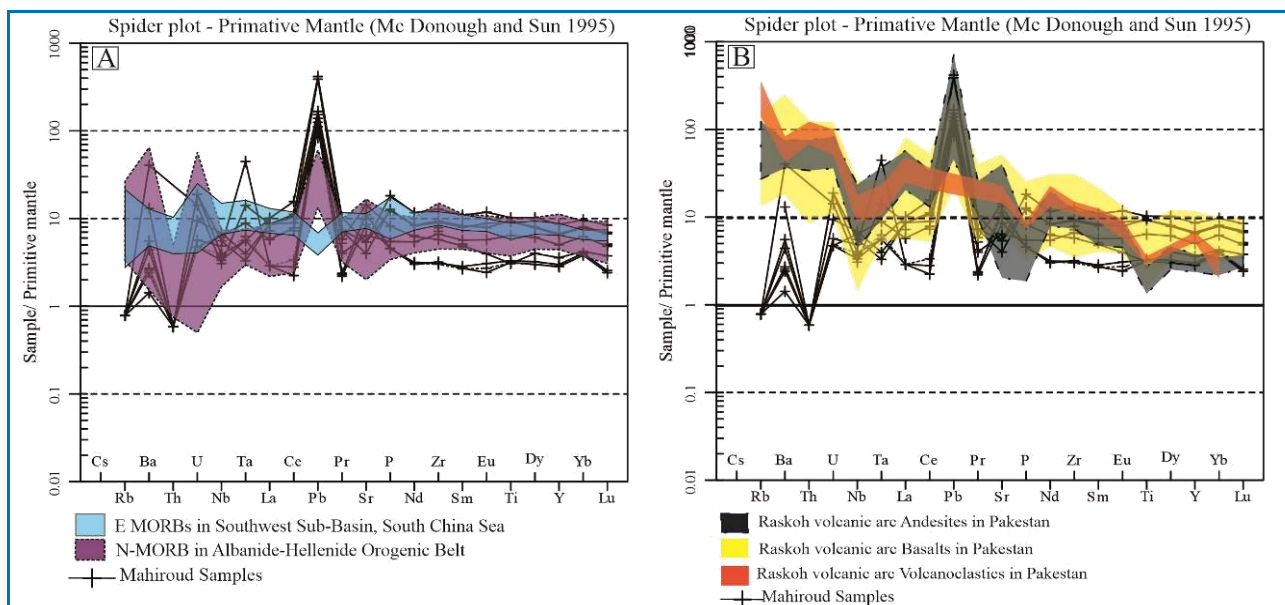 Spider plot - Primative Mantle (Mc Donough and Sun 1995)
A
Sample/ Primitive mantle
1000
100
10
1
0.1
0.01
Cs Ba U Ta Ce Pr P Zr Eu Dy Yb
Rb Th Nb La Pb Sr Nd Sm Ti Y Lu
E MORBs in Southwest Sub-Basin, South China Sea
N-MORB in Albanide-Hellenide Orogenic Belt
Mahiroud Samples
Spider plot - Primative Mantle (Mc Donough and Sun 1995)
B
Sample/ Primitive mantle
1000
100
10
1
0.1
0.01
Cs Ba U Ta Ce Pr P Zr Eu Dy Yb
Rb Th Nb La Pb Sr Nd Sm Ti Y Lu
Raskoh volcanic arc Andesites in Pakestan
Raskoh volcanic arc Basalts in Pakestan
Raskoh volcanic arc Volcanoclastics in Pakestan
Mahiroud Samples